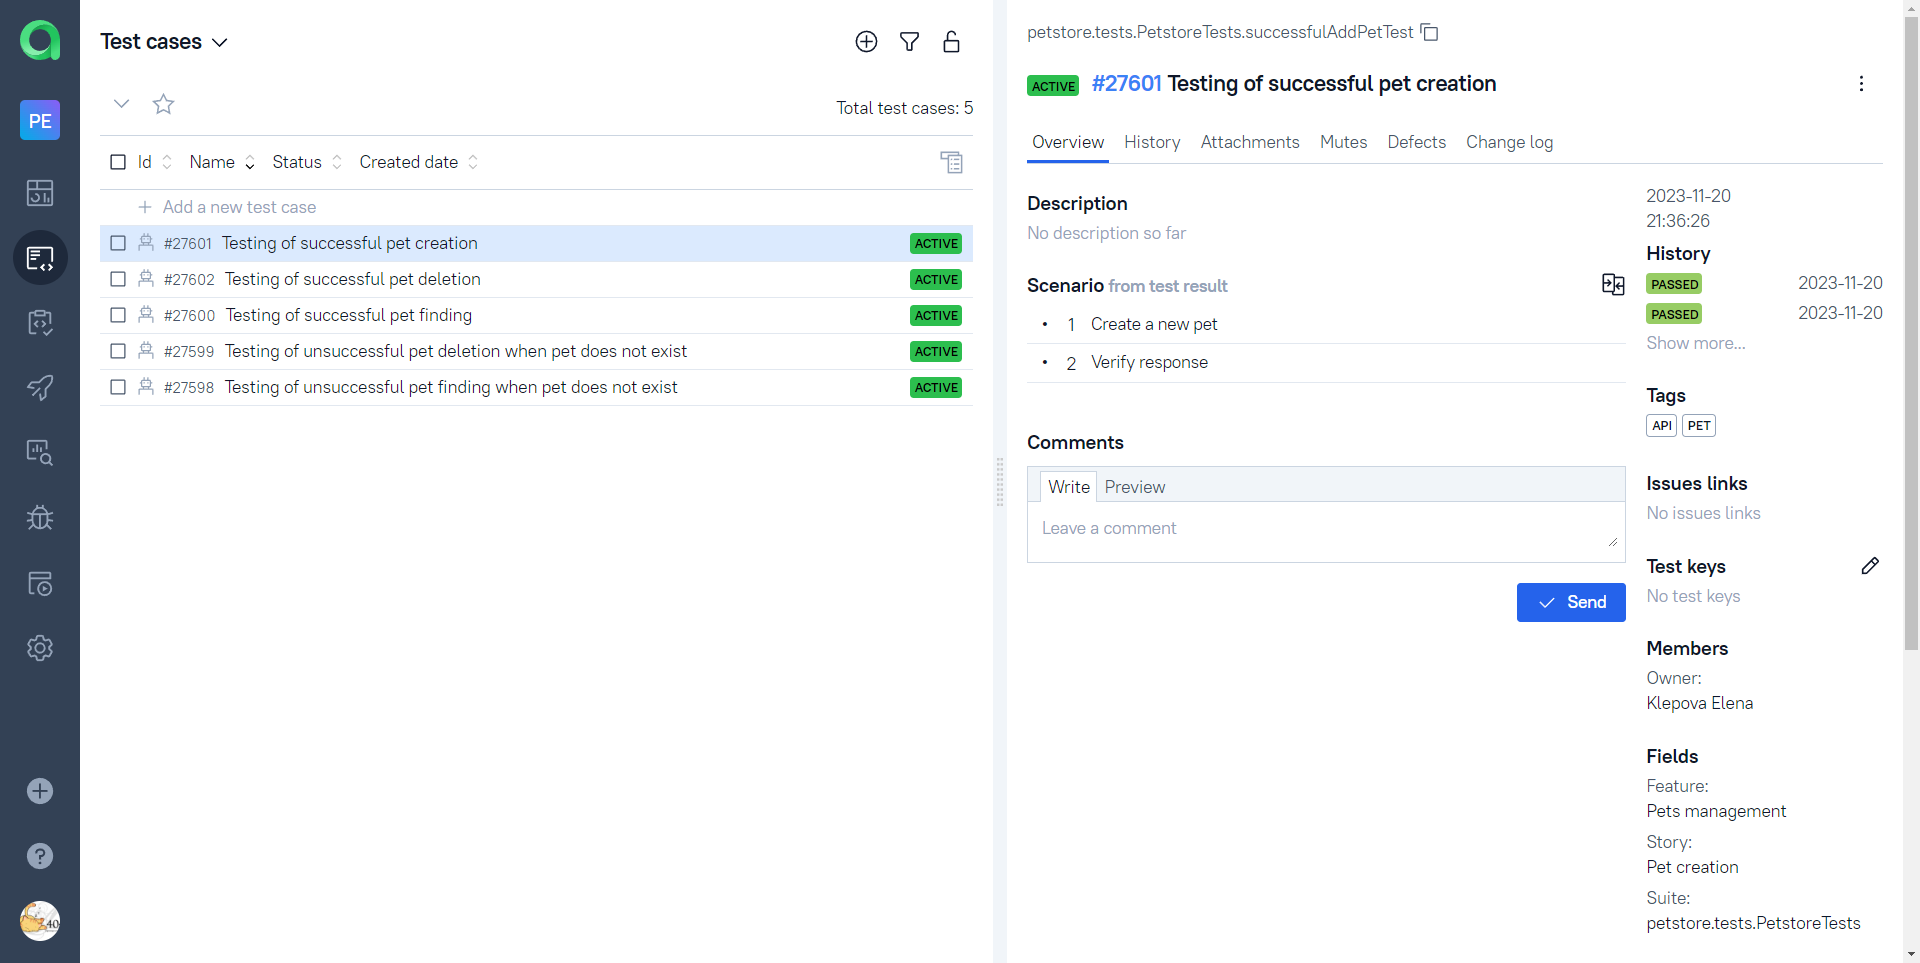 PE
40
Test cases
Total test cases: 5
Id Name Status Created date
Add a new test case
#27601 Testing of successful pet creation ACTIVE
#27602 Testing of successful pet deletion ACTIVE
#27600 Testing of successful pet finding ACTIVE
#27599 Testing of unsuccessful pet deletion when pet does not exist ACTIVE
#27598 Testing of unsuccessful pet finding when pet does not exist ACTIVE
petstore.tests.PetstoreTests.successfulAddPetTest
ACTIVE #27601 Testing of successful pet creation
Overview History Attachments Mutes Defects Change log
Description
No description so far
Scenario from test result
• 1 Create a new pet
• 2 Verify response
Comments
Write Preview
Leave a comment
Send
2023-11-20
21:36:26
History
PASSED 2023-11-20
PASSED 2023-11-20
Show more...
Tags
API PET
Issues links
No issues links
Test keys
No test keys
Members
Owner:
Klepova Elena
Fields
Feature:
Pets management
Story:
Pet creation
Suite:
petstore.tests.PetstoreTests